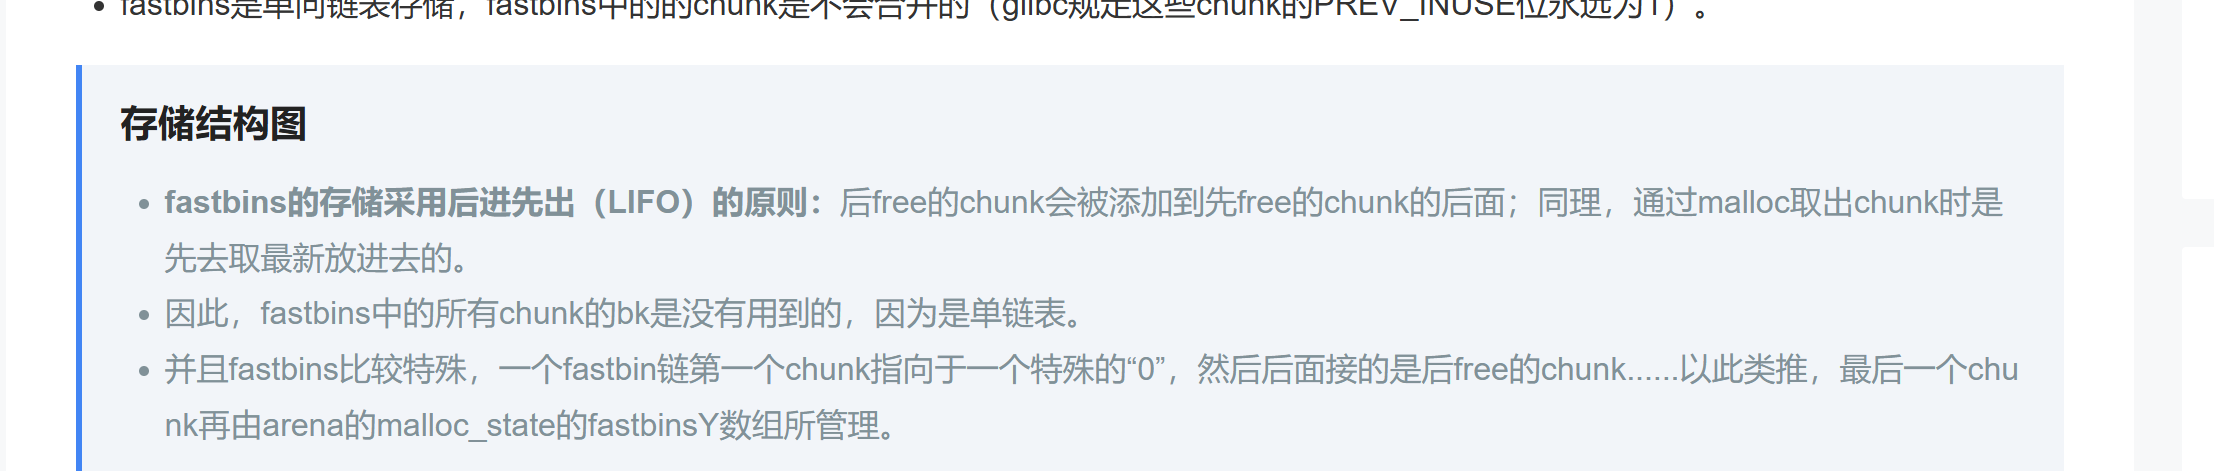 fastbins是单向链表存储，fastbins中的的chunk是不会合并的（glibc规定这些chunk的PREV_INUSE位永远为1）。
存储结构图
fastbins的存储采用后进先出（LIFO）的原则：后free的chunk会被添加到先free的chunk的后面；同理，通过malloc取出chunk时是
先去取最新放进去的。
因此，fastbins中的所有chunk的bk是没有用到的，因为是单链表。
并且fastbins比较特殊，一个fastbin链第一个chunk指向于一个特殊的“0”，然后后面接的是后free的chunk......以此类推，最后一个chu
nk再由arena的malloc_state的fastbinsY数组所管理。